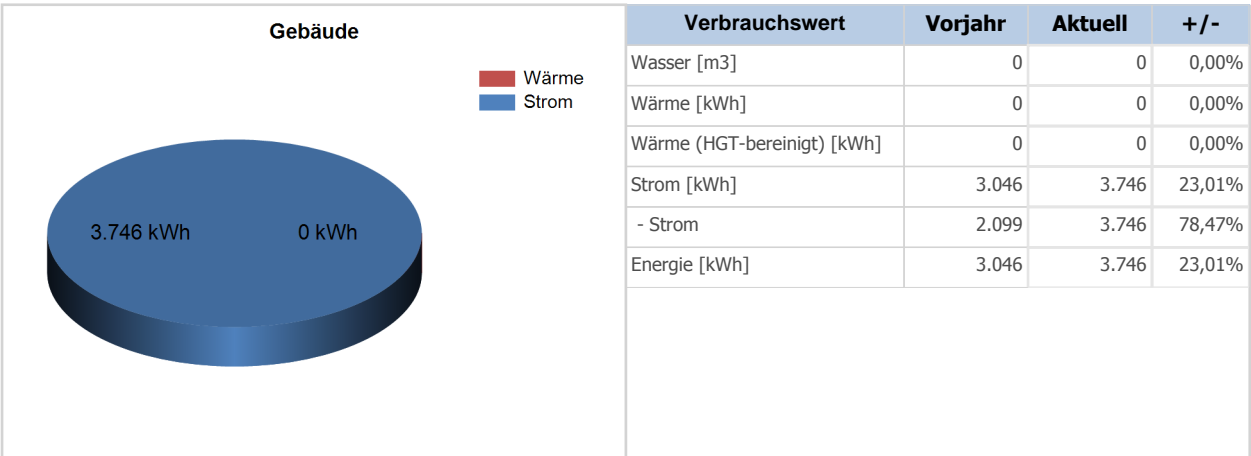 Gebäude
Wärme
Strom
3.746 kWh 0 kWh
Verbrauchswert Vorjahr Aktuell +/-
Wasser [m3] 0 0 0,00%
Wärme [kWh] 0 0 0,00%
Wärme (HGT-bereinigt) [kWh] 0 0 0,00%
Strom [kWh] 3.046 3.746 23,01%
- Strom 2.099 3.746 78,47%
Energie [kWh] 3.046 3.746 23,01%